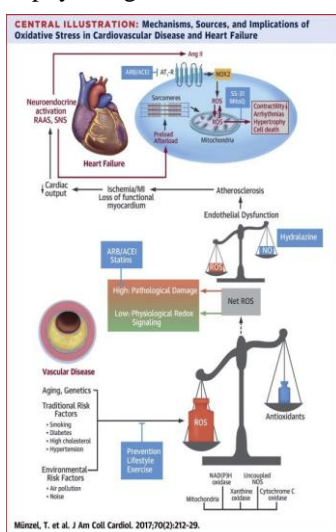 CENTRAL ILLUSTRATION: Mechanisms, Sources, and Implications of
Oxidative Stress in Cardiovascular Disease and Heart Failure
Ang II
ARB/ACEI
AT₁-R
NOX2
Neuroendocrine
activation
RAAS, SNS
Sarcomeres
ROS
ROS
SS-31
MitoQ
Contractility↓
Arrhythmias
Hypertrophy
Cell death
Mitochondria
Preload
Afterload
Heart Failure
↓Cardiac
output
Ischemia/MI
Loss of functional
myocardium
Atherosclerosis
Endothelial Dysfunction
Hydralazine
ROS
NO
ARB/ACEI
Statins
High: Pathological Damage
Low: Physiological Redox
Signaling
Net ROS
Vascular Disease
Aging, Genetics
Traditional Risk
Factors
• Smoking
• Diabetes
• High cholesterol
• Hypertension
Environmental
Risk Factors
• Air pollution
• Noise
Prevention
Lifestyle
Exercise
ROS
Antioxidants
NAD(P)H
oxidase
Uncoupled
NOS
Mitochondria
Xanthine
oxidase
Cytochrome C
oxidase
Münzel, T. et al. J Am Coll Cardiol. 2017;70(2):212-29.